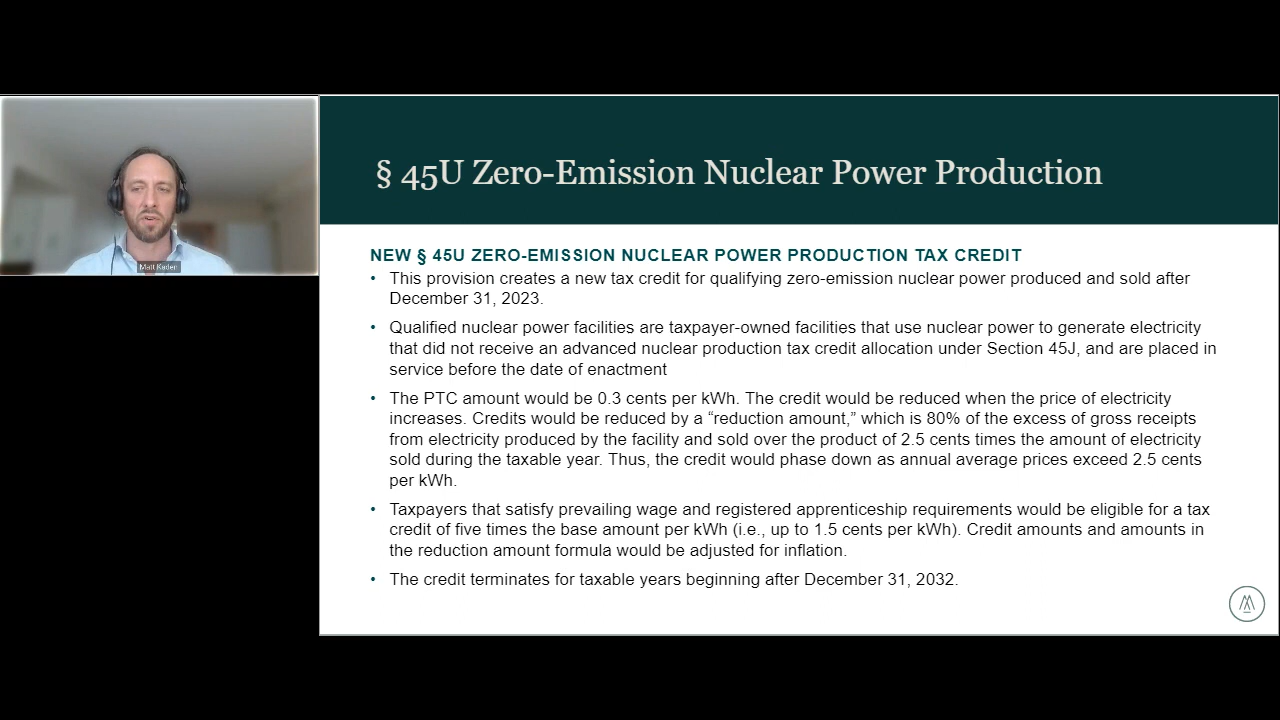 § 45U Zero-Emission Nuclear Power Production
NEW § 45U ZERO-EMISSION NUCLEAR POWER PRODUCTION TAX CREDIT
• This provision creates a new tax credit for qualifying zero-emission nuclear power produced and sold after
December 31, 2023.
• Qualified nuclear power facilities are taxpayer-owned facilities that use nuclear power to generate electricity
that did not receive an advanced nuclear production tax credit allocation under Section 45J, and are placed in
service before the date of enactment
• The PTC amount would be 0.3 cents per kWh. The credit would be reduced when the price of electricity
increases. Credits would be reduced by a “reduction amount,” which is 80% of the excess of gross receipts
from electricity produced by the facility and sold over the product of 2.5 cents times the amount of electricity
sold during the taxable year. Thus, the credit would phase down as annual average prices exceed 2.5 cents
per kWh.
• Taxpayers that satisfy prevailing wage and registered apprenticeship requirements would be eligible for a tax
credit of five times the base amount per kWh (i.e., up to 1.5 cents per kWh). Credit amounts and amounts in
the reduction amount formula would be adjusted for inflation.
• The credit terminates for taxable years beginning after December 31, 2032.
Matt